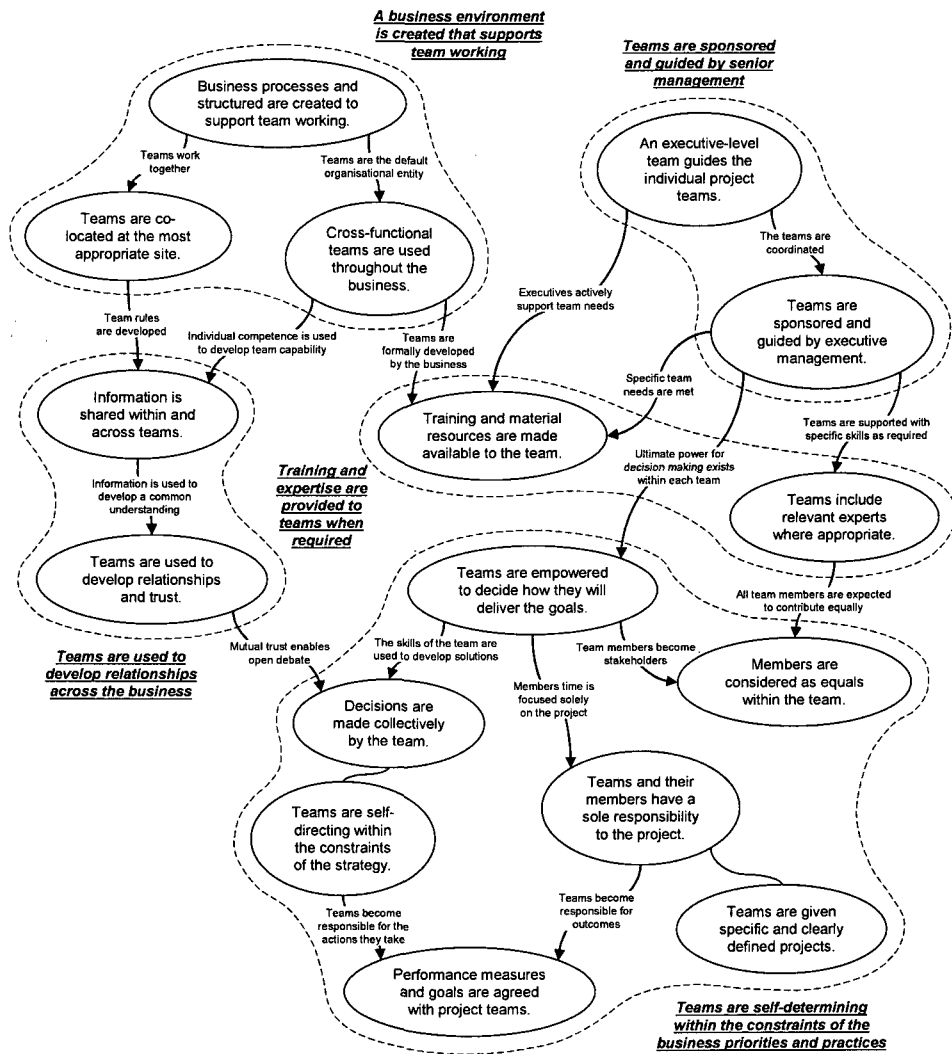 A business environment
is created that supports
team working
Teams are sponsored
and guided by senior
management
Business processes and
structured are created to
support team working.
An executive-level
team guides the
individual project
teams.
Teams work
together
Teams are the default
organisational entity
Teams are co-
located at the most
appropriate site.
Cross-functional
teams are used
throughout the
business.
The teams are
coordinated
Executives actively
support team needs
Teams are
sponsored and
guided by executive
management.
Team rules
are developed
Individual competence is used
to develop team capability
Teams are
formally developed
by the business
Information is
shared within and
across teams.
Specific team
needs are met
Training and material
resources are made
available to the team.
Teams are supported with
specific skills as required
Ultimate power for
decision making exists
within each team
Information is used to
develop a common
understanding
Training and
expertise are
provided to
teams when
required
Teams include
relevant experts
where appropriate.
Teams are used to
develop relationships
and trust.
Teams are empowered
to decide how they will
deliver the goals.
All team members are expected
to contribute equally
Mutual trust enables
open debate
The skills of the team are
used to develop solutions
Team members become
stakeholders
Teams are used to
develop relationships
across the business
Members are
considered as equals
within the team.
Members time is
focused solely
on the project
Decisions are
made collectively
by the team.
Teams and their
members have a
sole responsibility
to the project.
Teams are self-
directing within
the constraints
of the strategy.
Teams become
responsible for the
actions they take
Teams become
responsible for
outcomes
Teams are given
specific and clearly
defined projects.
Performance measures
and goals are agreed
with project teams.
Teams are self-determining
within the constraints of the
business priorities and practices